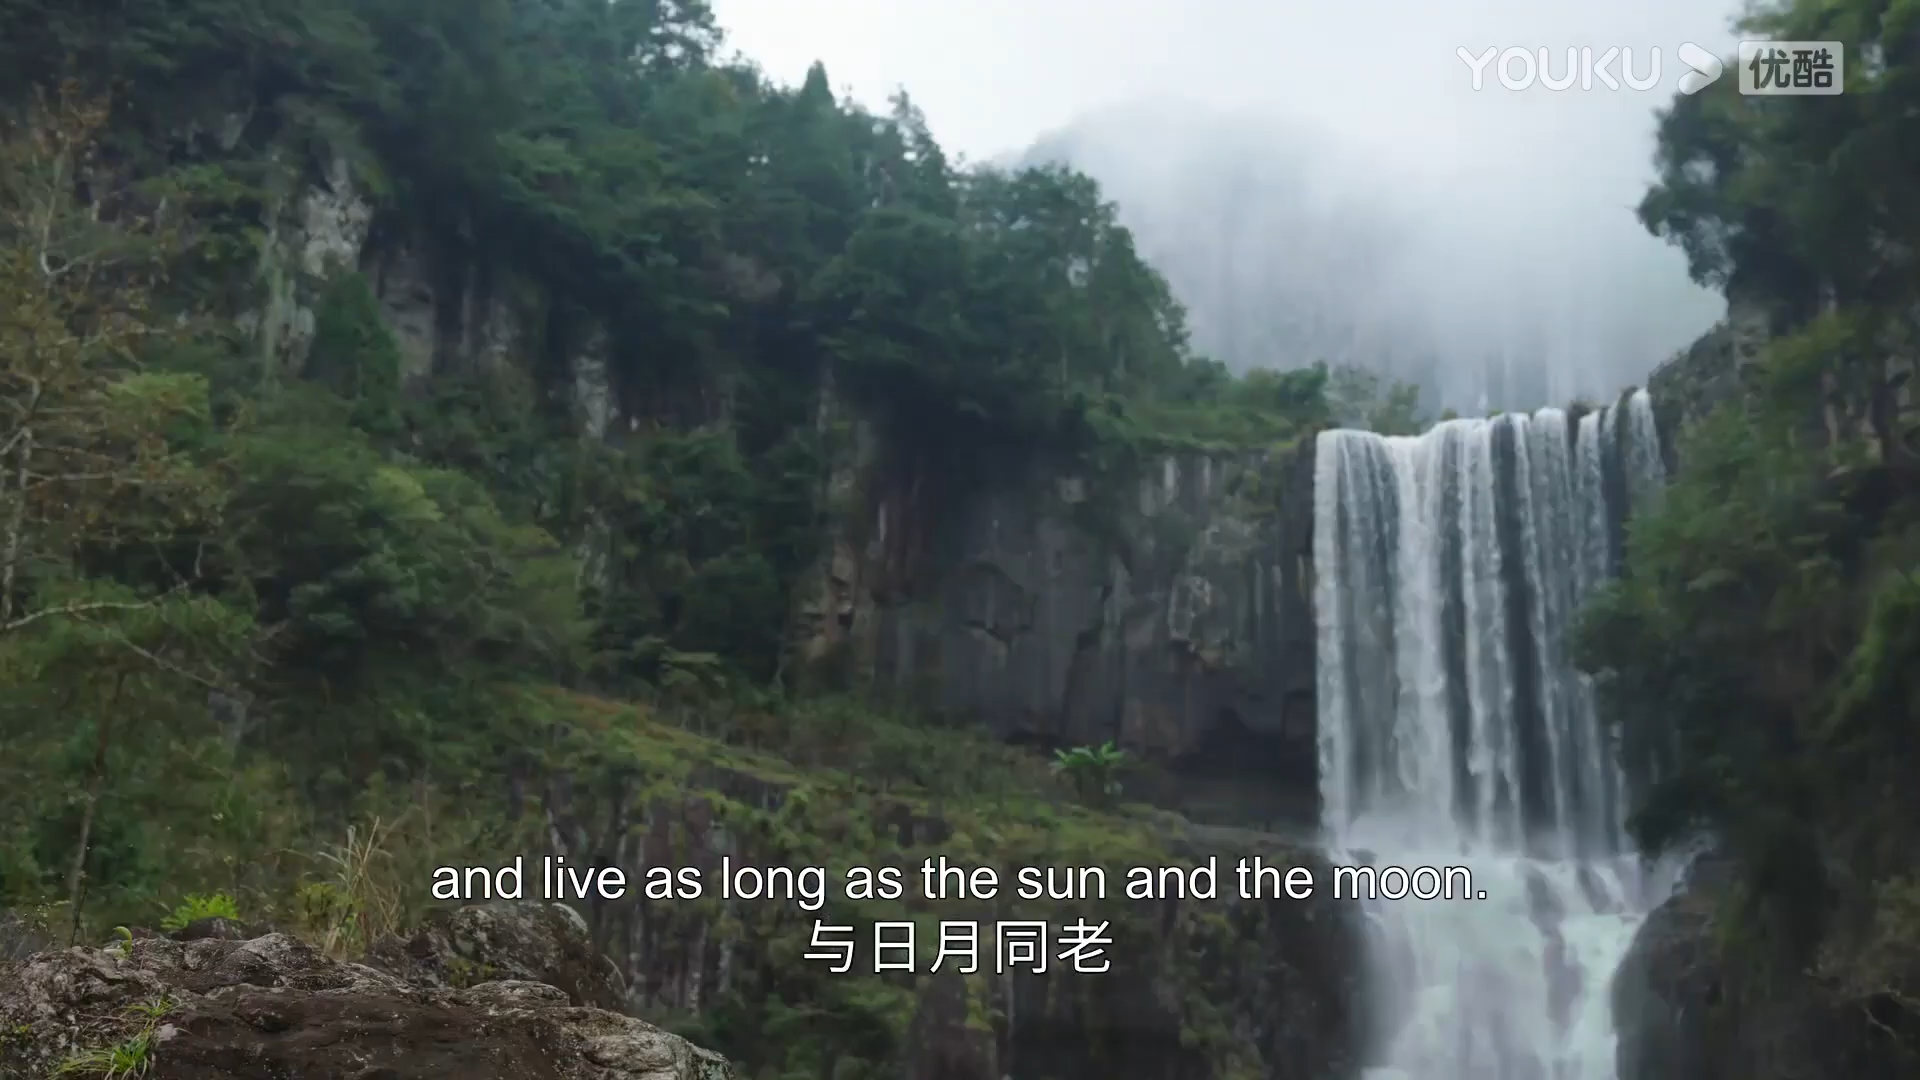 YOUKU 优酷
and live as long as the sun and the moon.
与日月同老